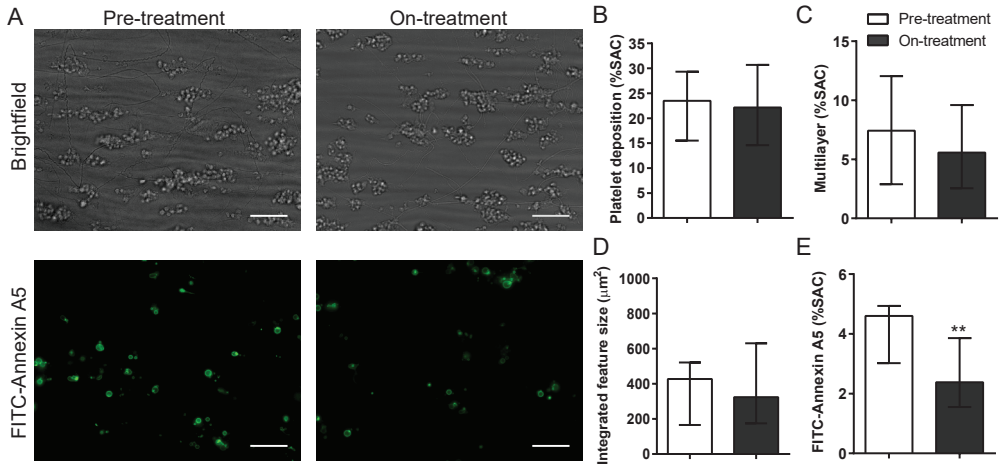 A
Pre-treatment
On-treatment
Brightfield
FITC-Annexin A5
B
Platelet deposition (%SAC)
35
30
25
20
15
10
5
0
C
Pre-treatment
On-treatment
Multilayer (%SAC)
15
10
5
0
D
Integrated feature size (μm²)
1000
800
600
400
200
0
E
FITC-Annexin A5 (%SAC)
6
4
2
0
**